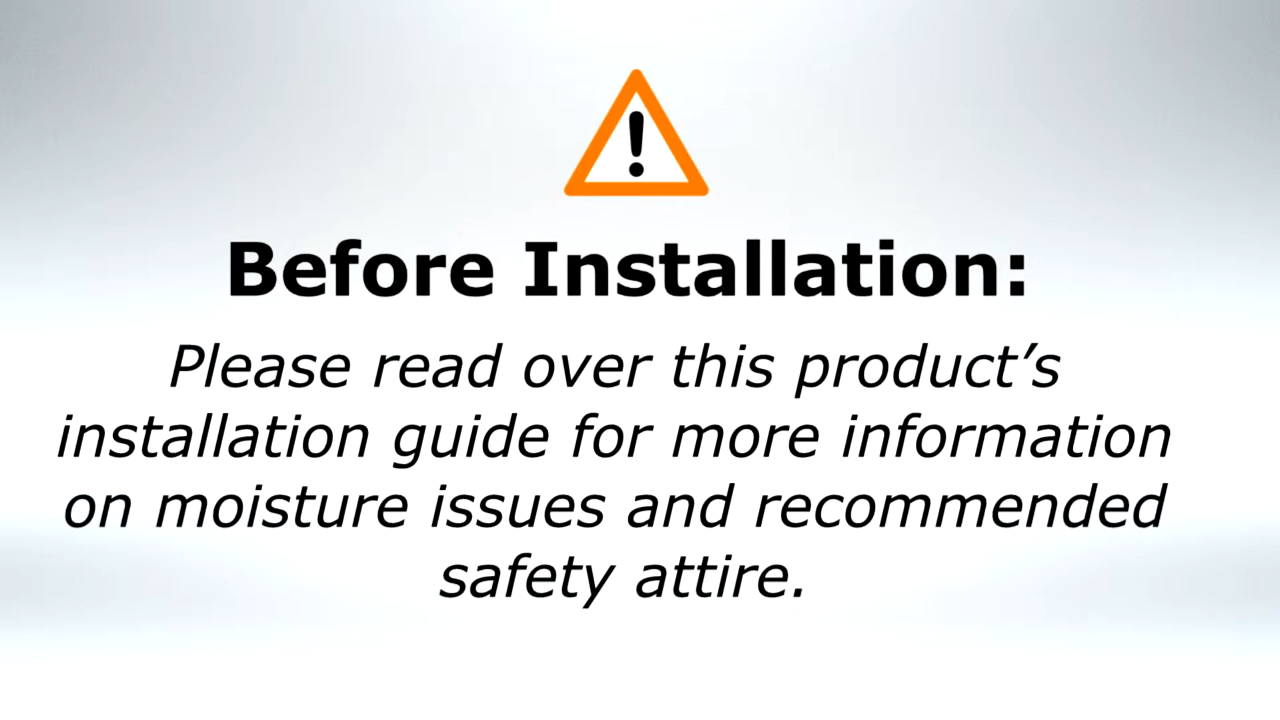 Before Installation:
Please read over this product’s
installation guide for more information
on moisture issues and recommended
safety attire.